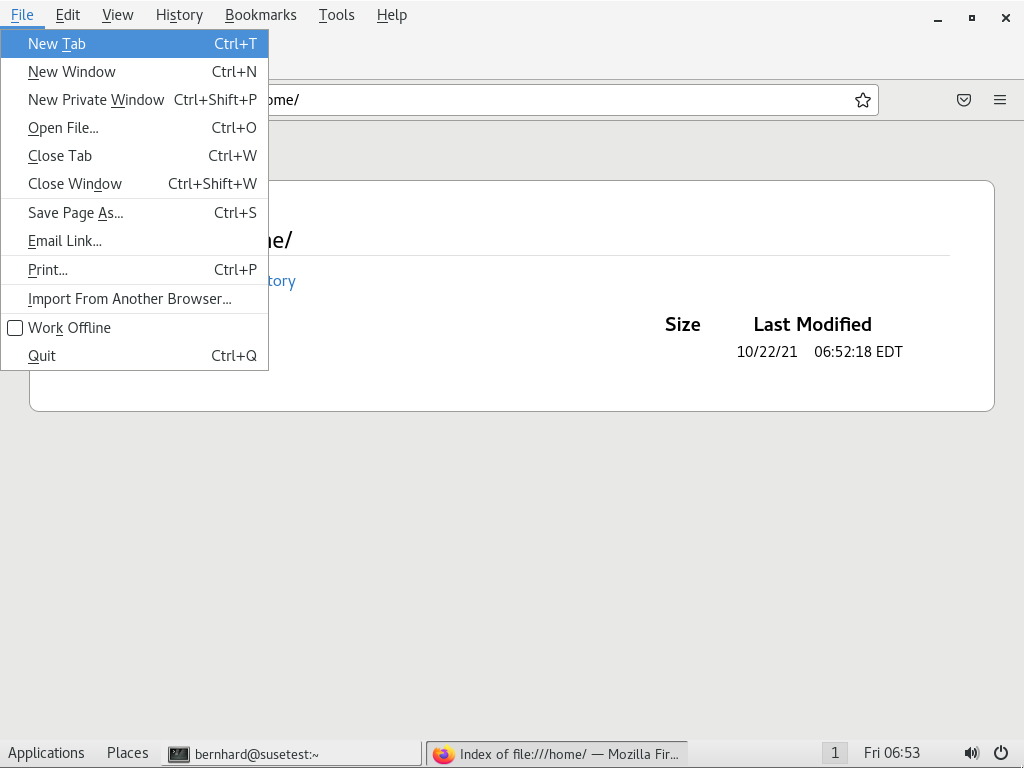 File Edit View History Bookmarks Tools Help
New Tab Ctrl+T
New Window Ctrl+N
New Private Window Ctrl+Shift+P
ome/
Open File... Ctrl+O
Close Tab Ctrl+W
Close Window Ctrl+Shift+W
Save Page As... Ctrl+S
Email Link...
ne/
Print... Ctrl+P
tory
Import From Another Browser...
Work Offline
Size Last Modified
Quit Ctrl+Q
10/22/21 06:52:18 EDT
Applications Places bernhard@susetest:~ Index of file:///home/ — Mozilla Fir... 1 Fri 06:53